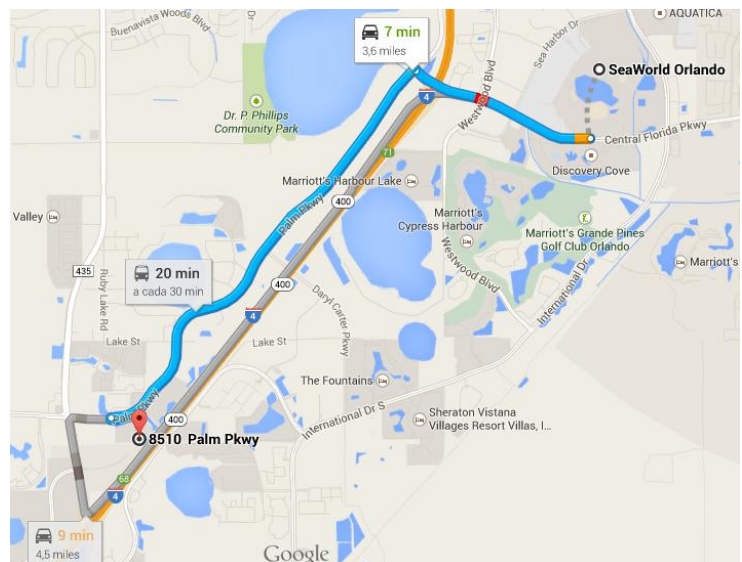 Buenavista Woods Blvd
AQUATICA
7 min
3,6 miles
Sea Harbor Dr
SeaWorld Orlando
4
Westwood Blvd
Dr. P. Phillips
Community Park
Central Florida Pkwy
71
Discovery Cove
Marriott's Harbour Lake
400
Palm Pkwy
Marriott's
Cypress Harbour
Marriott's Grande Pines
Golf Club Orlando
Valley
435
Ruby Lake Rd
20 min
a cada 30 min
400
Westwood Blvd
International Dr
Marriott's
Daryl Carter Pkwy
4
Lake St
Lake St
The Fountains
Palm Pkwy
400
International Dr S
Sheraton Vistana
Villages Resort Villas, I...
8510 Palm Pkwy
68
4
9 min
4,5 miles
Google